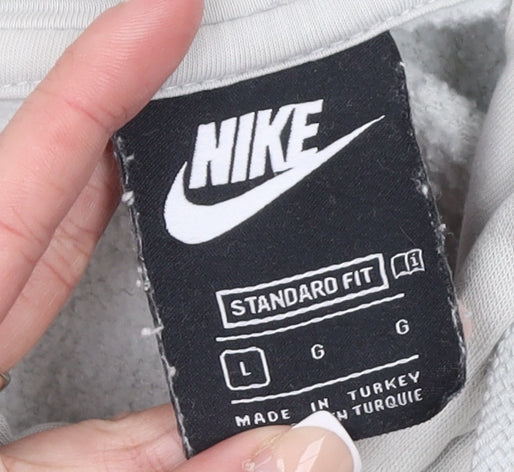 NIKE
STANDARD FIT i
L G G
MADE IN TURKEY
TURQUIE